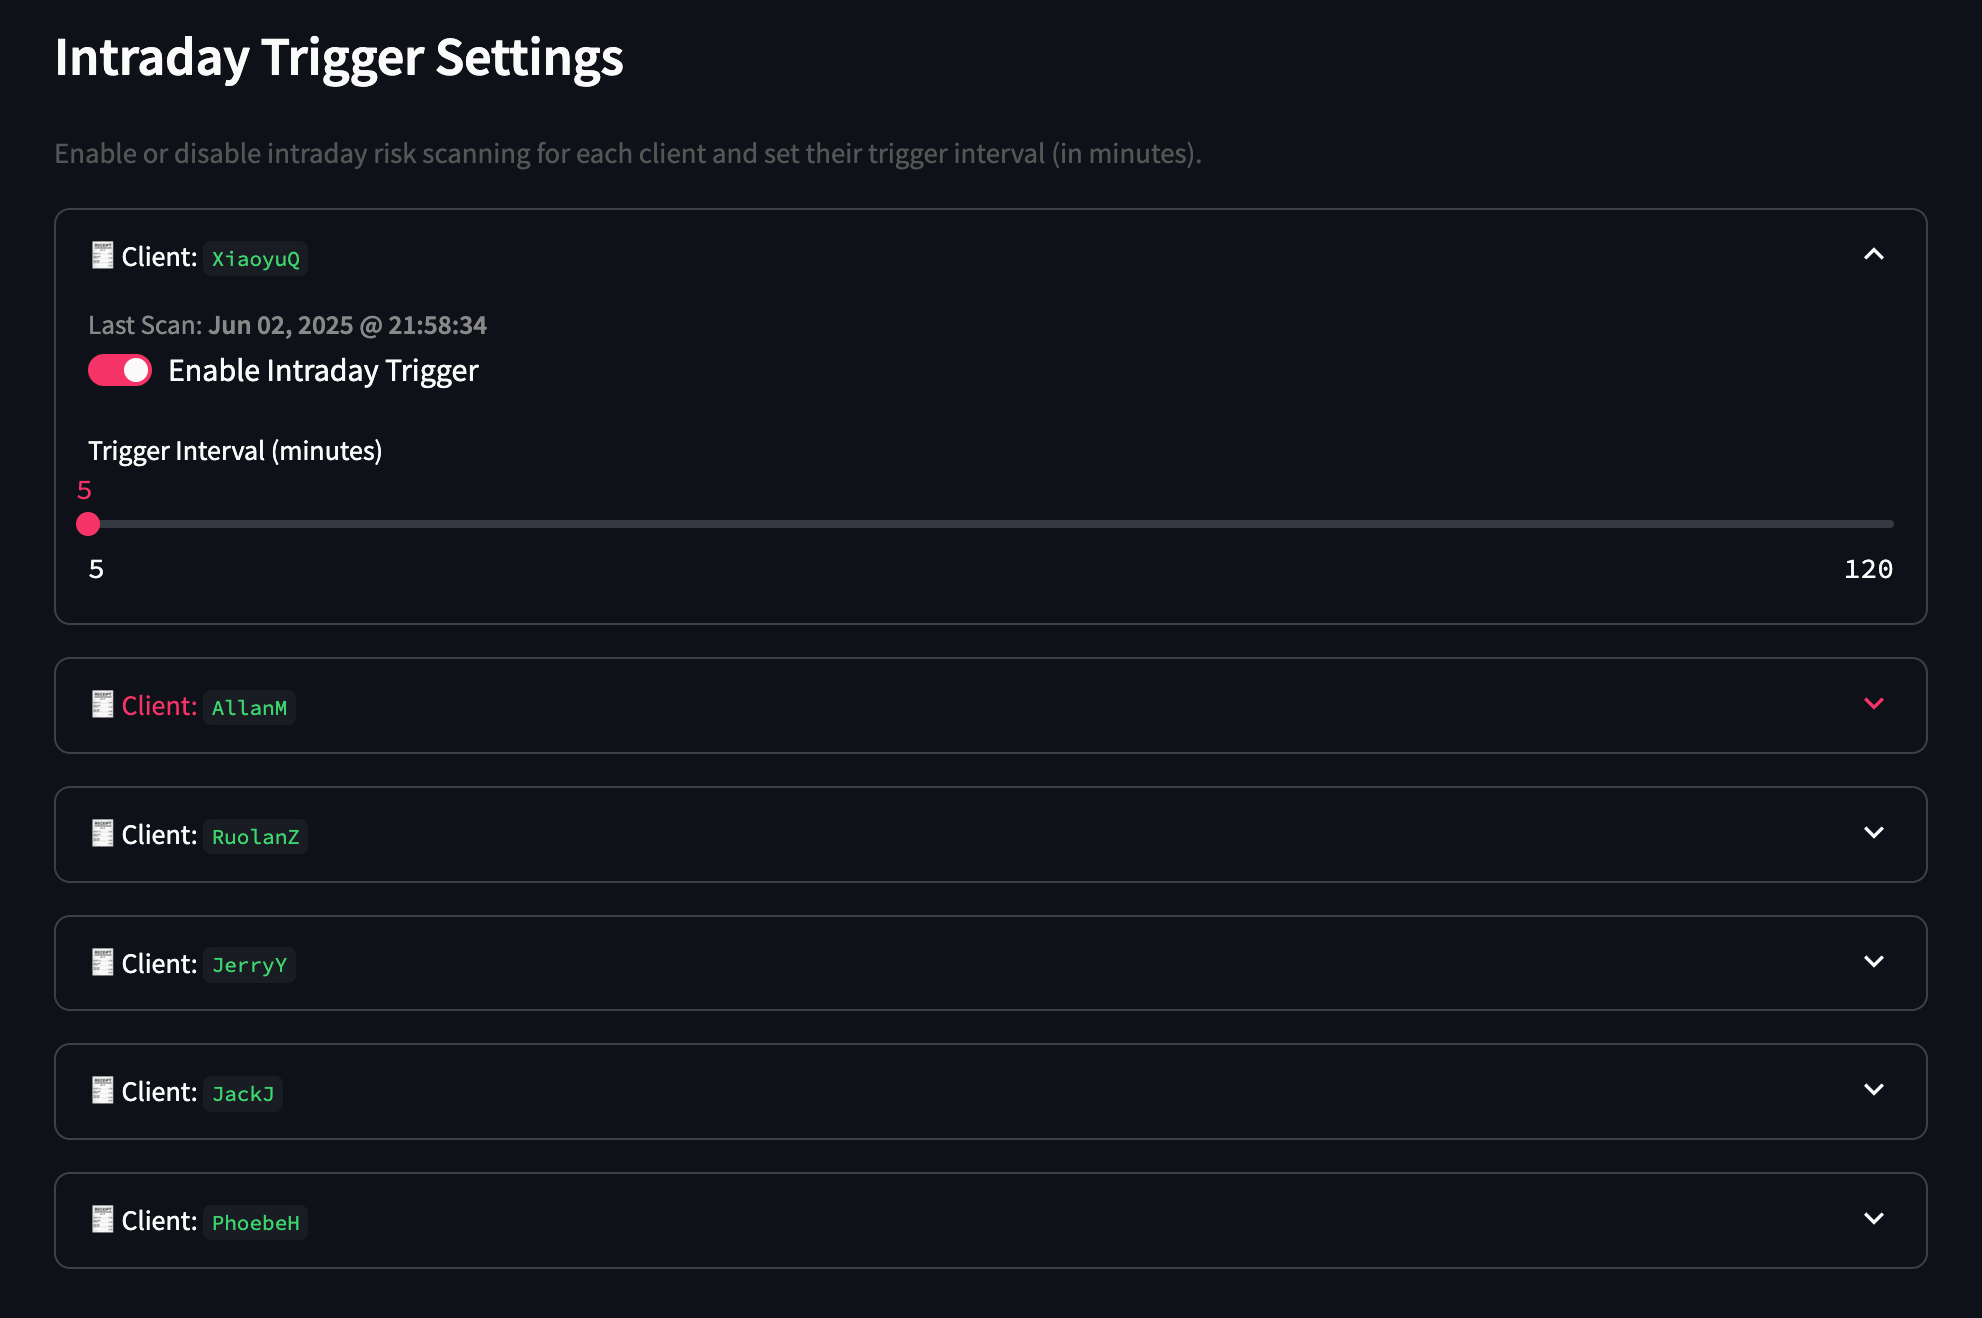 Intraday Trigger Settings
Enable or disable intraday risk scanning for each client and set their trigger interval (in minutes).
Client: XiaoyuQ
Last Scan: Jun 02, 2025 @ 21:58:34
Enable Intraday Trigger
Trigger Interval (minutes)
5
5 120
Client: AllanM
Client: RuolanZ
Client: JerryY
Client: JackJ
Client: PhoebeH